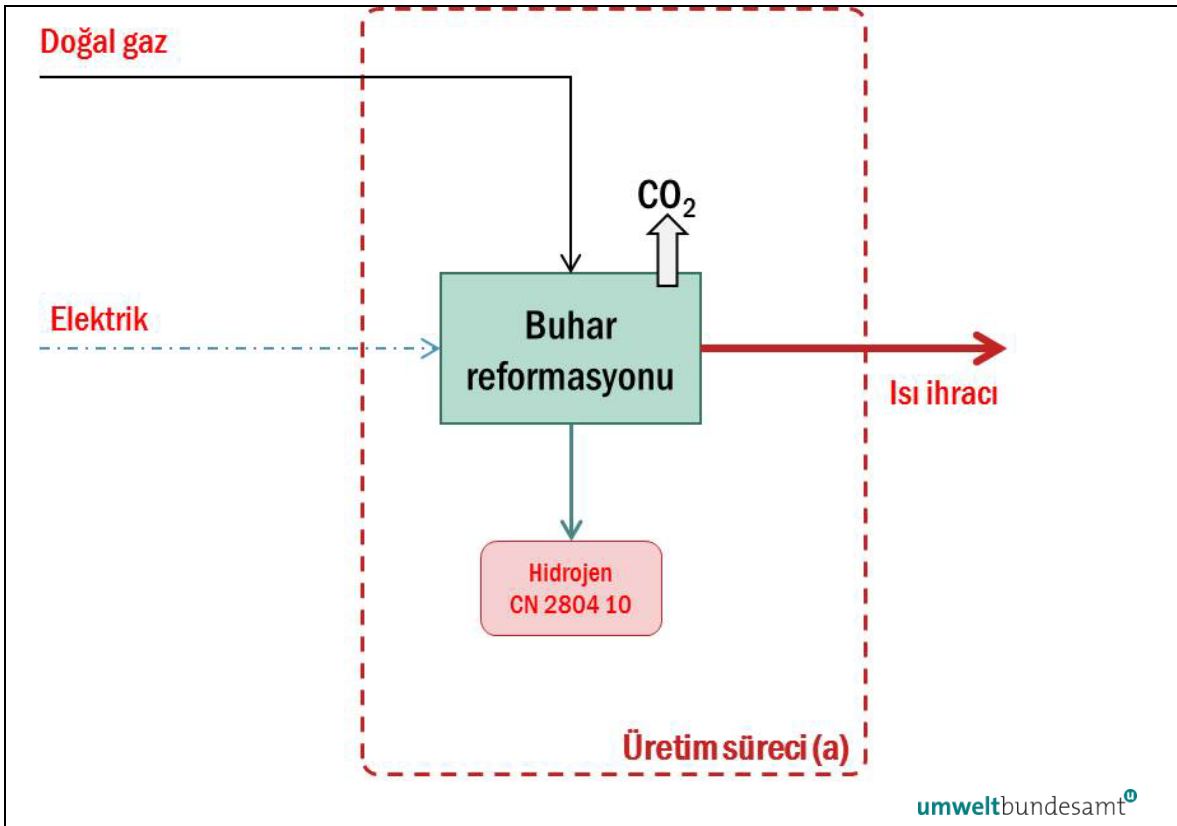 Doğal gaz
CO₂
Elektrik
Buhar
reformasyonu
Isı ihracı
Hidrojen
CN 2804 10
Üretim süreci (a)
umweltbundesamt u